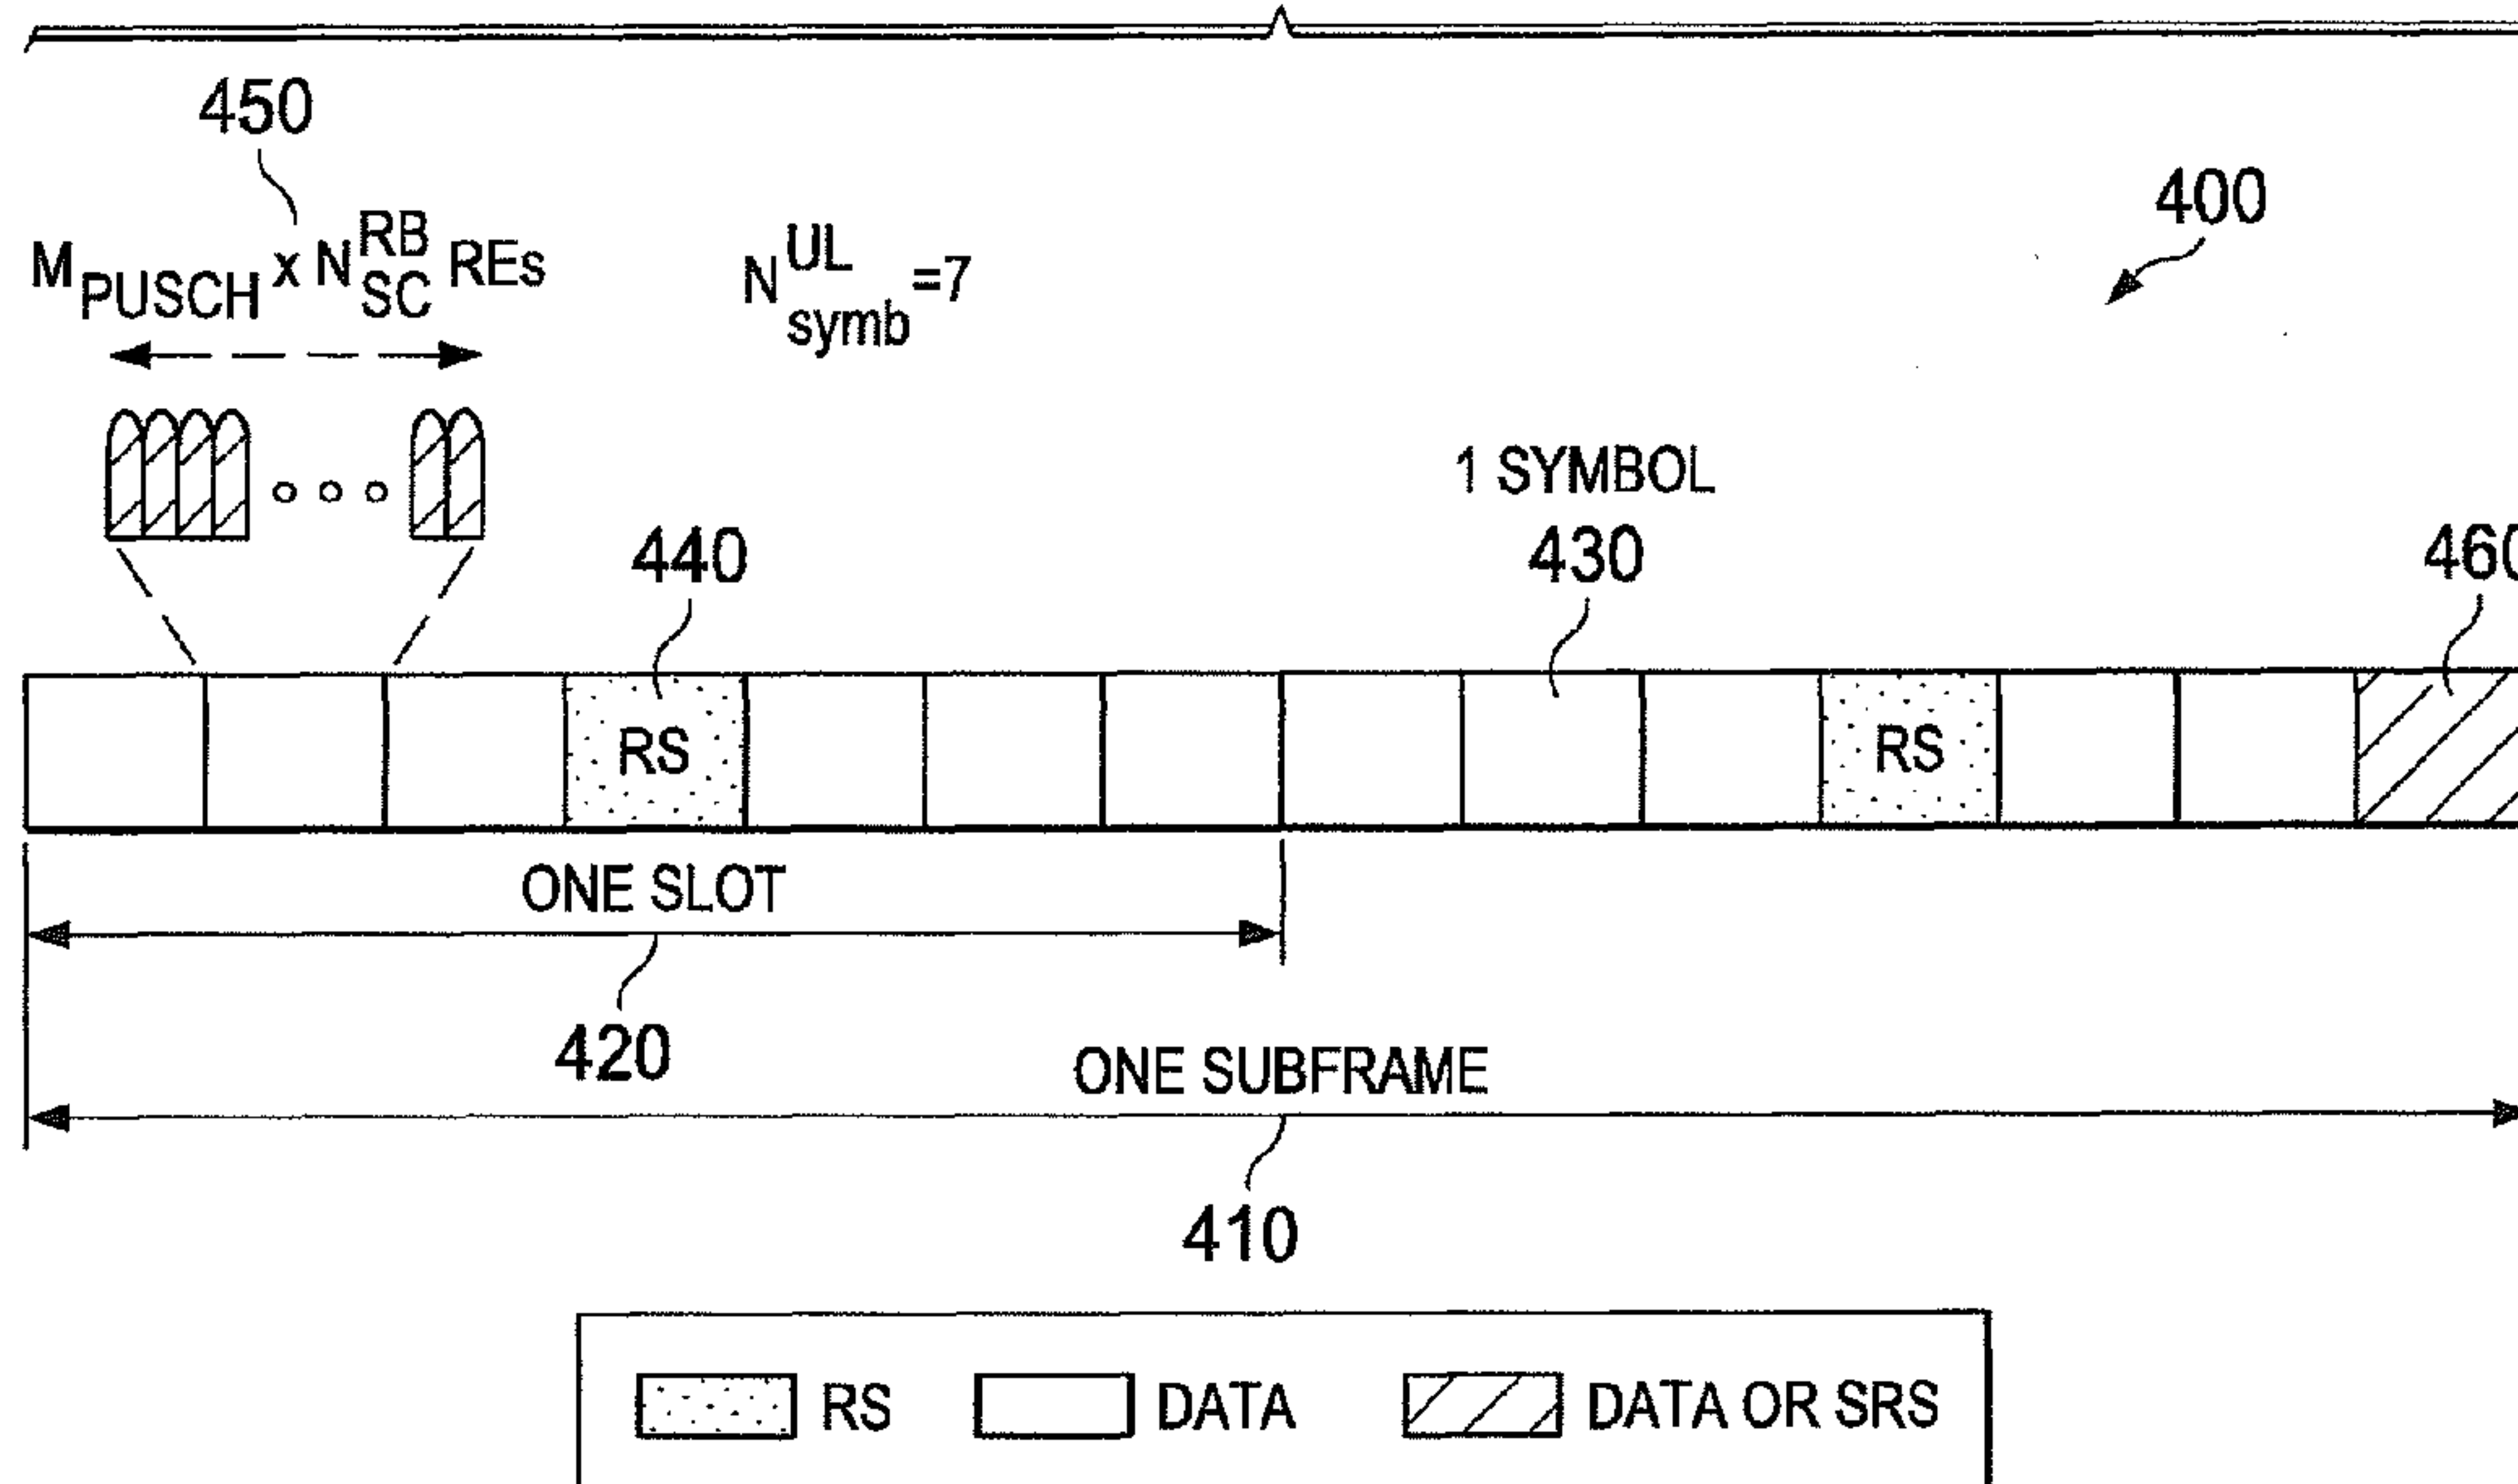 450
400
M PUSCH x N RB SC REs
N UL symb =7
1 SYMBOL
440
430
460
RS
RS
ONE SLOT
420
ONE SUBFRAME
410
RS
DATA
DATA OR SRS